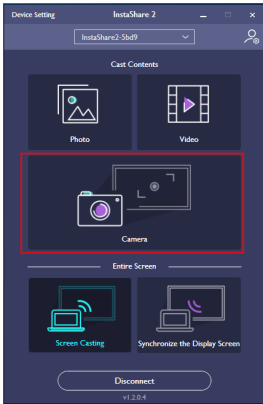 Device Setting InstaShare 2
InstaShare2-5bd9
Cast Contents
Photo Video
Camera
Entire Screen
Screen Casting Synchronize the Display Screen
Disconnect
v1.2.0.4